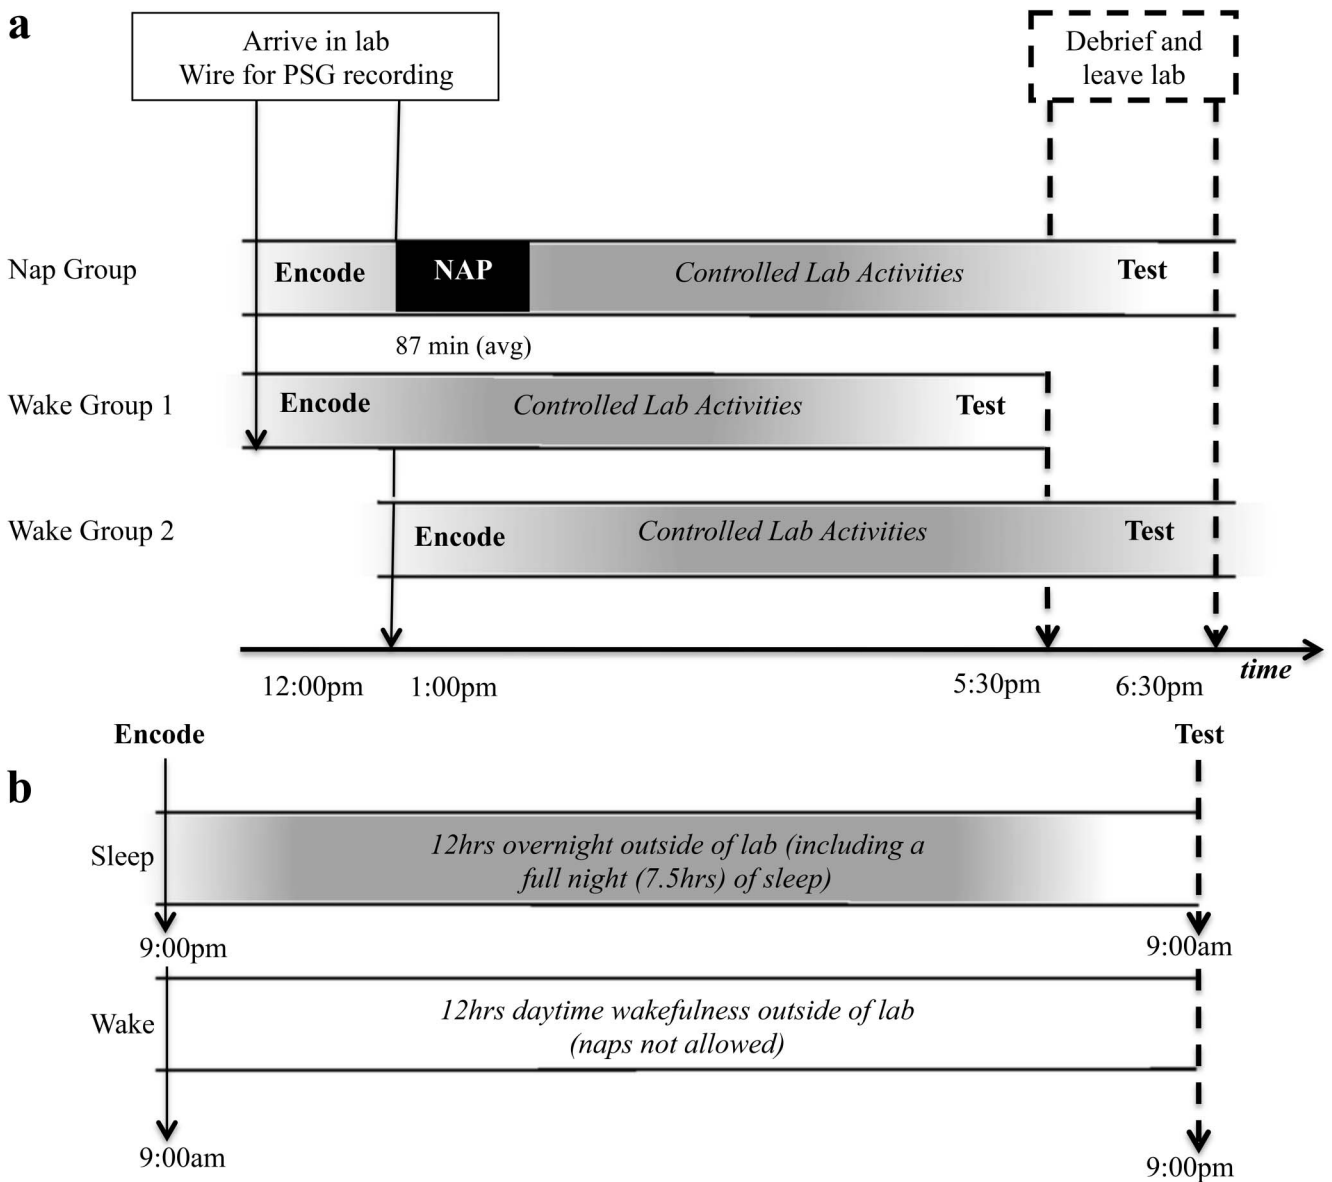 a
Arrive in lab
Wire for PSG recording
Debrief and
leave lab
Nap Group
Encode
NAP
Controlled Lab Activities
Test
87 min (avg)
Wake Group 1
Encode
Controlled Lab Activities
Test
Wake Group 2
Encode
Controlled Lab Activities
Test
12:00pm
1:00pm
5:30pm
6:30pm
time
Encode
Test
b
Sleep
12hrs overnight outside of lab (including a
full night (7.5hrs) of sleep)
9:00pm
9:00am
Wake
12hrs daytime wakefulness outside of lab
(naps not allowed)
9:00am
9:00pm